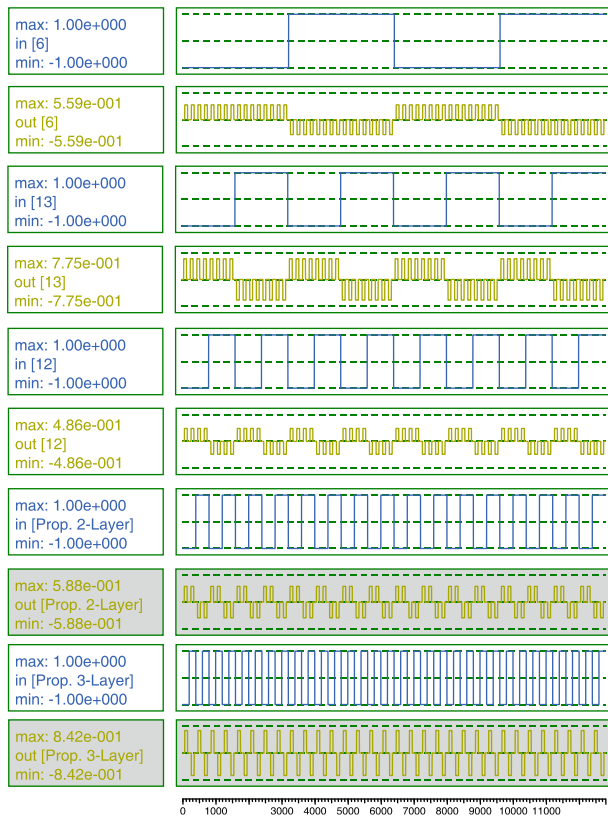 max: 1.00e+000
in [6]
min: -1.00e+000
max: 5.59e-001
out [6]
min: -5.59e-001
max: 1.00e+000
in [13]
min: -1.00e+000
max: 7.75e-001
out [13]
min: -7.75e-001
max: 1.00e+000
in [12]
min: -1.00e+000
max: 4.86e-001
out [12]
min: -4.86e-001
max: 1.00e+000
in [Prop. 2-Layer]
min: -1.00e+000
max: 5.88e-001
out [Prop. 2-Layer]
min: -5.88e-001
max: 1.00e+000
in [Prop. 3-Layer]
min: -1.00e+000
max: 8.42e-001
out [Prop. 3-Layer]
min: -8.42e-001
0 3000 4000 5000 6000 7000 8000 9000 10000 11000